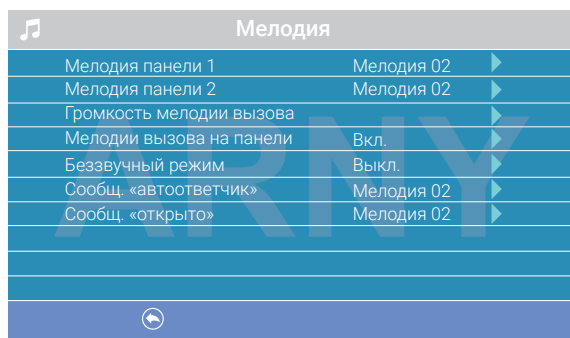 Мелодия
Мелодия панели 1 Мелодия 02
Мелодия панели 2 Мелодия 02
Громкость мелодии вызова
Мелодии вызова на панели Вкл.
Беззвучный режим Выкл.
Сообщ. «автоответчик» Мелодия 02
Сообщ. «открыто» Мелодия 02
ARNY